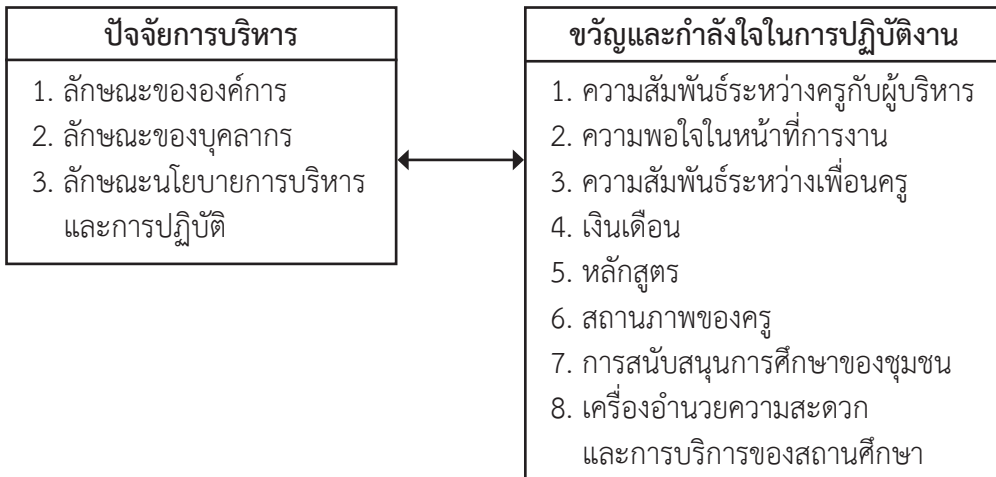 ปัจจัยการบริหาร
1. ลักษณะขององค์การ
2. ลักษณะของบุคลากร
3. ลักษณะนโยบายการบริหาร
และการปฏิบัติ
ขวัญและกำลังใจในการปฏิบัติงาน
1. ความสัมพันธ์ระหว่างครูกับผู้บริหาร
2. ความพอใจในหน้าที่การงาน
3. ความสัมพันธ์ระหว่างเพื่อนครู
4. เงินเดือน
5. หลักสูตร
6. สถานภาพของครู
7. การสนับสนุนการศึกษาของชุมชน
8. เครื่องอำนวยความสะดวก
และการบริการของสถานศึกษา